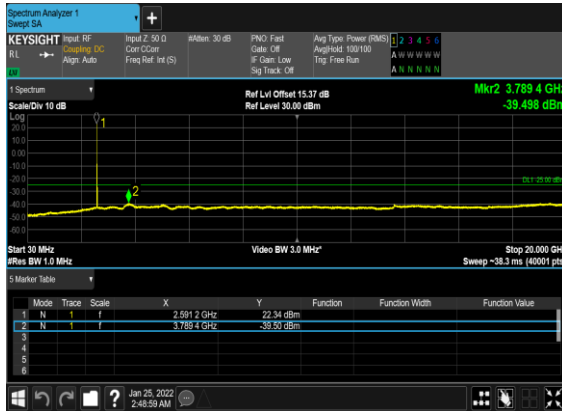 Spectrum Analyzer 1
Swept SA
+
KEYSIGHT Input: RF Input Z: 50 Ω #Atten: 30 dB PNO: Fast Avg Type: Power (RMS) 1 2 3 4 5 6
RL Coupling: DC Corr CCorr Gate: Off Avg|Hold: 100/100 A W W W W W
Align: Auto Freq Ref: Int (S) IF Gain: Low Trig: Free Run
Sig Track: Off A N N N N N
1 Spectrum Ref Lvl Offset 15.37 dB Mkr2 3.789 4 GHz
Scale/Div 10 dB Ref Level 30.00 dBm -39.498 dBm
Log
20.0
10.0
0.00
-10.0
-20.0
-30.0
-40.0
-50.0
-60.0
1
2
DL1 -25.00 dBm
Start 30 MHz Video BW 3.0 MHz* Stop 20.000 GHz
#Res BW 1.0 MHz Sweep ~38.3 ms (40001 pts)
5 Marker Table
Mode Trace Scale X Y Function Function Width Function Value
1 N 1 f 2.591 2 GHz 22.34 dBm
2 N 1 f 3.789 4 GHz -39.50 dBm
3
4
5
6
? Jan 25, 2022
2:48:59 AM